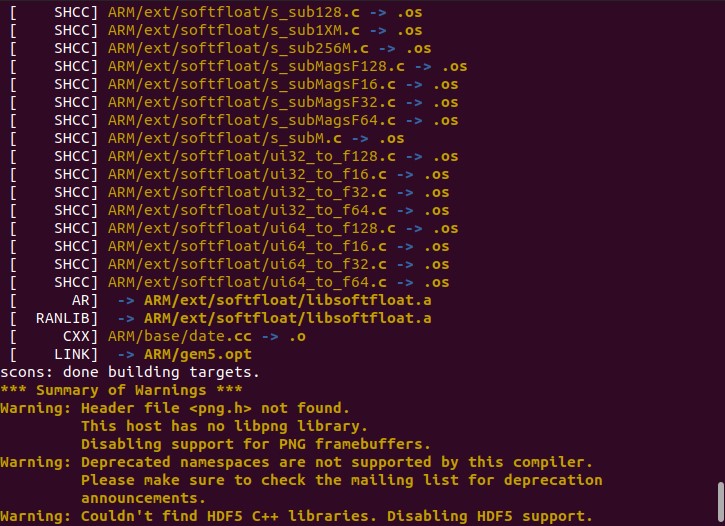 [    SHCC] ARM/ext/softfloat/s_sub128.c -> .os
[    SHCC] ARM/ext/softfloat/s_sub1XM.c -> .os
[    SHCC] ARM/ext/softfloat/s_sub256M.c -> .os
[    SHCC] ARM/ext/softfloat/s_subMagsF128.c -> .os
[    SHCC] ARM/ext/softfloat/s_subMagsF16.c -> .os
[    SHCC] ARM/ext/softfloat/s_subMagsF32.c -> .os
[    SHCC] ARM/ext/softfloat/s_subMagsF64.c -> .os
[    SHCC] ARM/ext/softfloat/s_subM.c -> .os
[    SHCC] ARM/ext/softfloat/ui32_to_f128.c -> .os
[    SHCC] ARM/ext/softfloat/ui32_to_f16.c -> .os
[    SHCC] ARM/ext/softfloat/ui32_to_f32.c -> .os
[    SHCC] ARM/ext/softfloat/ui32_to_f64.c -> .os
[    SHCC] ARM/ext/softfloat/ui64_to_f128.c -> .os
[    SHCC] ARM/ext/softfloat/ui64_to_f16.c -> .os
[    SHCC] ARM/ext/softfloat/ui64_to_f32.c -> .os
[    SHCC] ARM/ext/softfloat/ui64_to_f64.c -> .os
[      AR]  -> ARM/ext/softfloat/libsoftfloat.a
[  RANLIB]  -> ARM/ext/softfloat/libsoftfloat.a
[     CXX] ARM/base/date.cc -> .o
[    LINK]  -> ARM/gem5.opt
scons: done building targets.
*** Summary of Warnings ***
Warning: Header file <png.h> not found.
         This host has no libpng library.
         Disabling support for PNG framebuffers.
Warning: Deprecated namespaces are not supported by this compiler.
         Please make sure to check the mailing list for deprecation
         announcements.
Warning: Couldn't find HDF5 C++ libraries. Disabling HDF5 support.